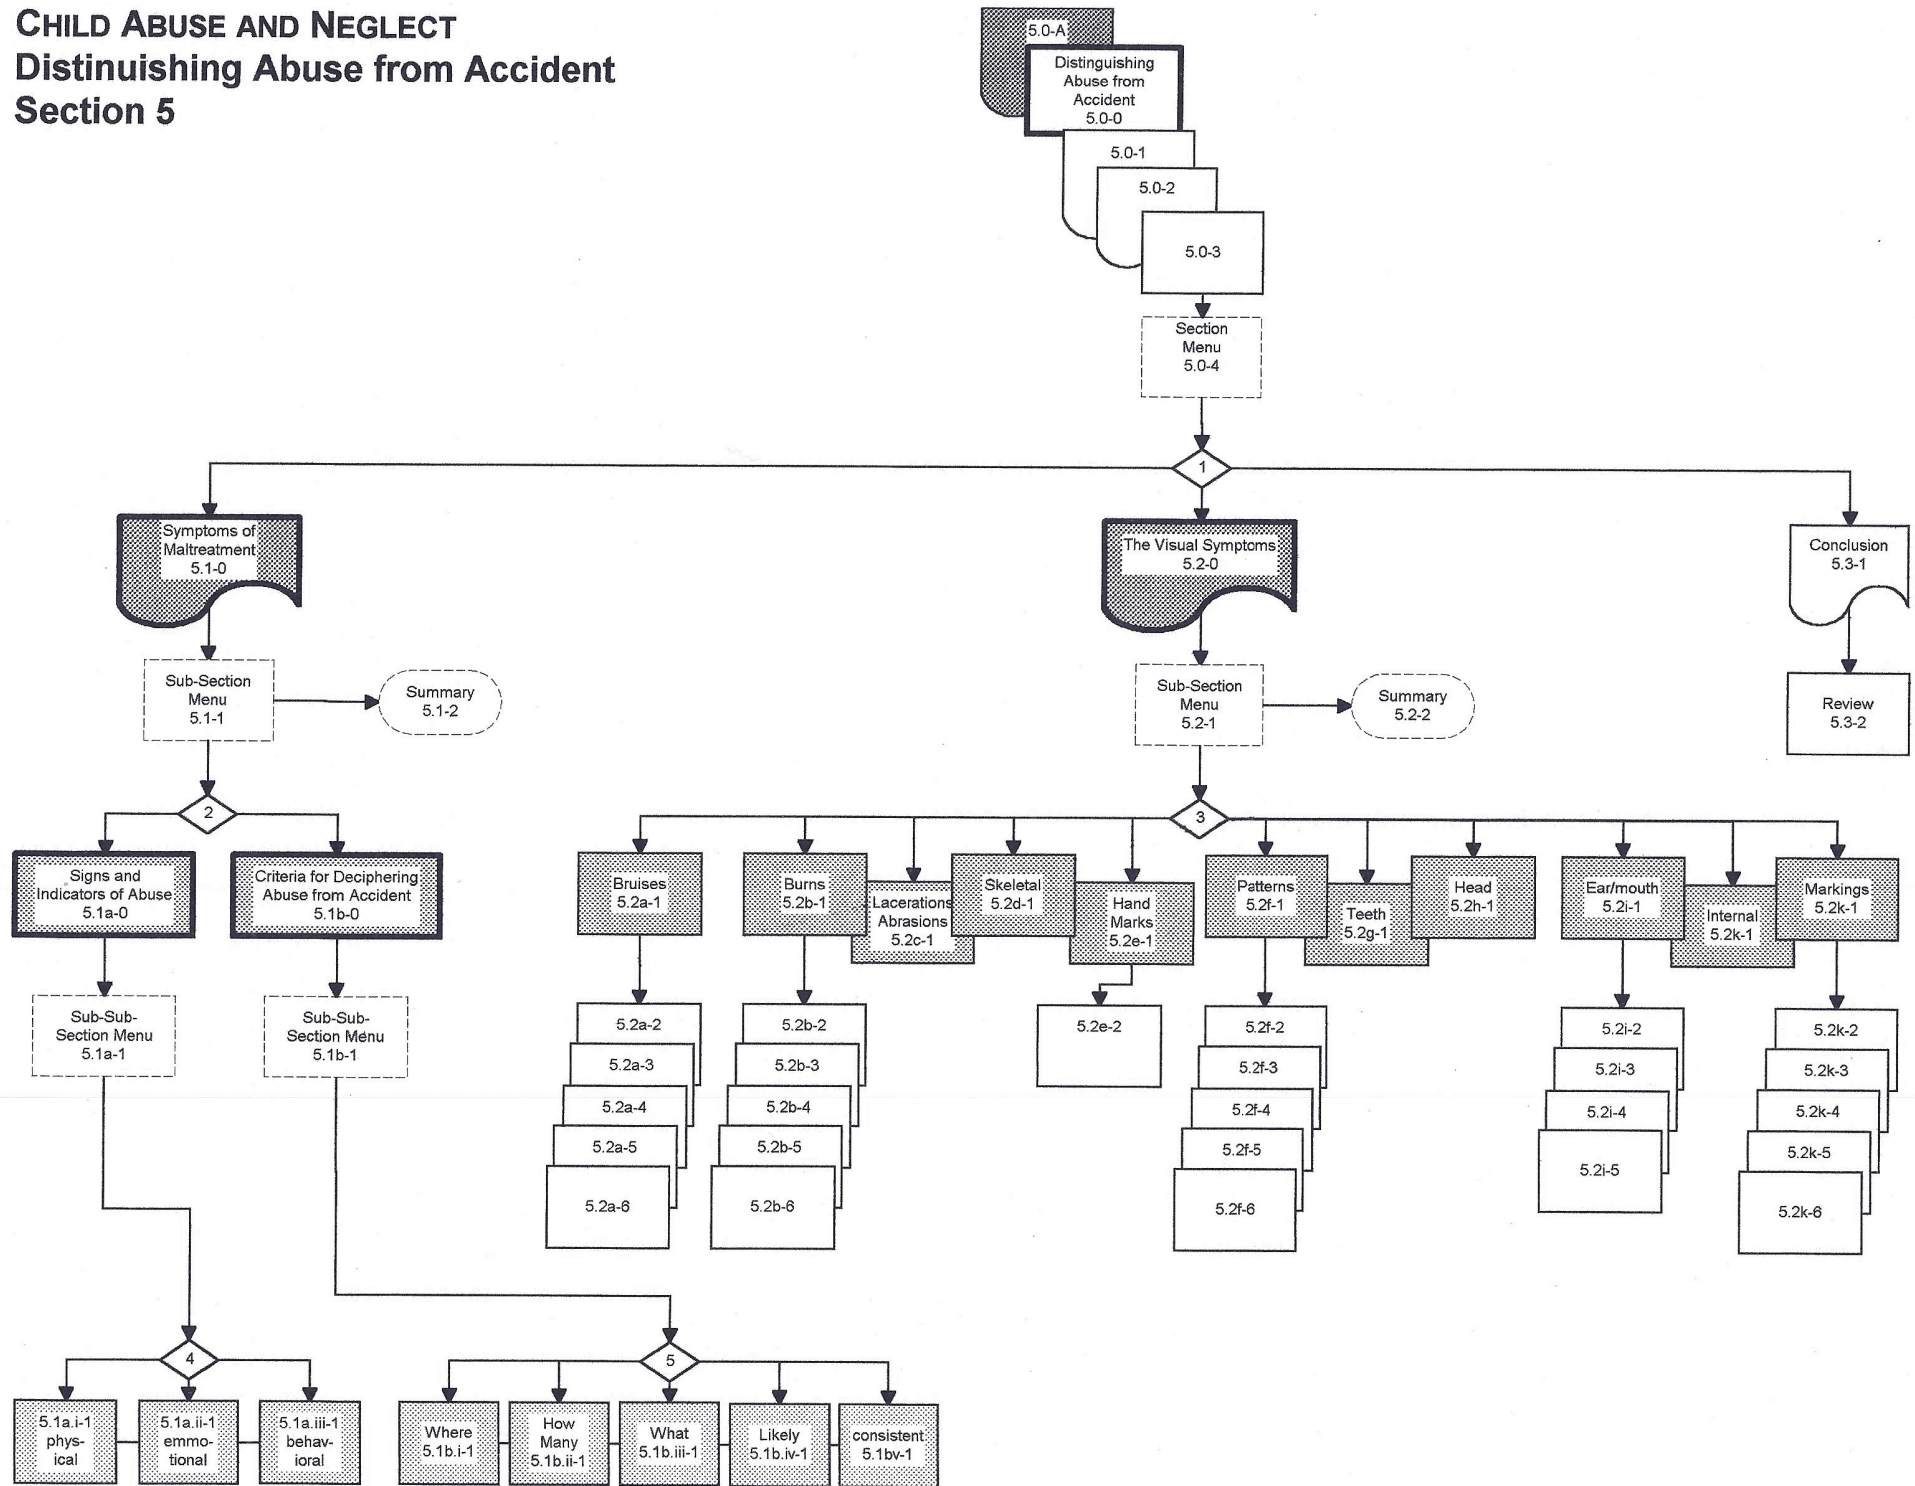 CHILD ABUSE AND NEGLECT
Distinuishing Abuse from Accident
Section 5
5.0-A
Distinguishing
Abuse from
Accident
5.0-0
5.0-1
5.0-2
5.0-3
Section
Menu
5.0-4
1
Symptoms of
Maltreatment
5.1-0
The Visual Symptoms
5.2-0
Conclusion
5.3-1
Sub-Section
Menu
5.1-1
Summary
5.1-2
Sub-Section
Menu
5.2-1
Summary
5.2-2
Review
5.3-2
2
3
Signs and
Indicators of Abuse
5.1a-0
Criteria for Deciphering
Abuse from Accident
5.1b-0
Bruises
5.2a-1
Burns
5.2b-1
Lacerations
Abrasions
5.2c-1
Skeletal
5.2d-1
Hand
Marks
5.2e-1
Patterns
5.2f-1
Teeth
5.2g-1
Head
5.2h-1
Ear/mouth
5.2i-1
Internal
5.2k-1
Markings
5.2k-1
Sub-Sub-
Section Menu
5.1a-1
Sub-Sub-
Section Menu
5.1b-1
5.2a-2
5.2a-3
5.2a-4
5.2a-5
5.2a-6
5.2b-2
5.2b-3
5.2b-4
5.2b-5
5.2b-6
5.2e-2
5.2f-2
5.2f-3
5.2f-4
5.2f-5
5.2f-6
5.2i-2
5.2i-3
5.2i-4
5.2i-5
5.2k-2
5.2k-3
5.2k-4
5.2k-5
5.2k-6
4
5.1a.i-1
phys-
ical
5.1a.ii-1
emmo-
tional
5.1a.iii-1
behav-
ioral
5
Where
5.1b.i-1
How
Many
5.1b.ii-1
What
5.1b.iii-1
Likely
5.1b.iv-1
consistent
5.1bv-1